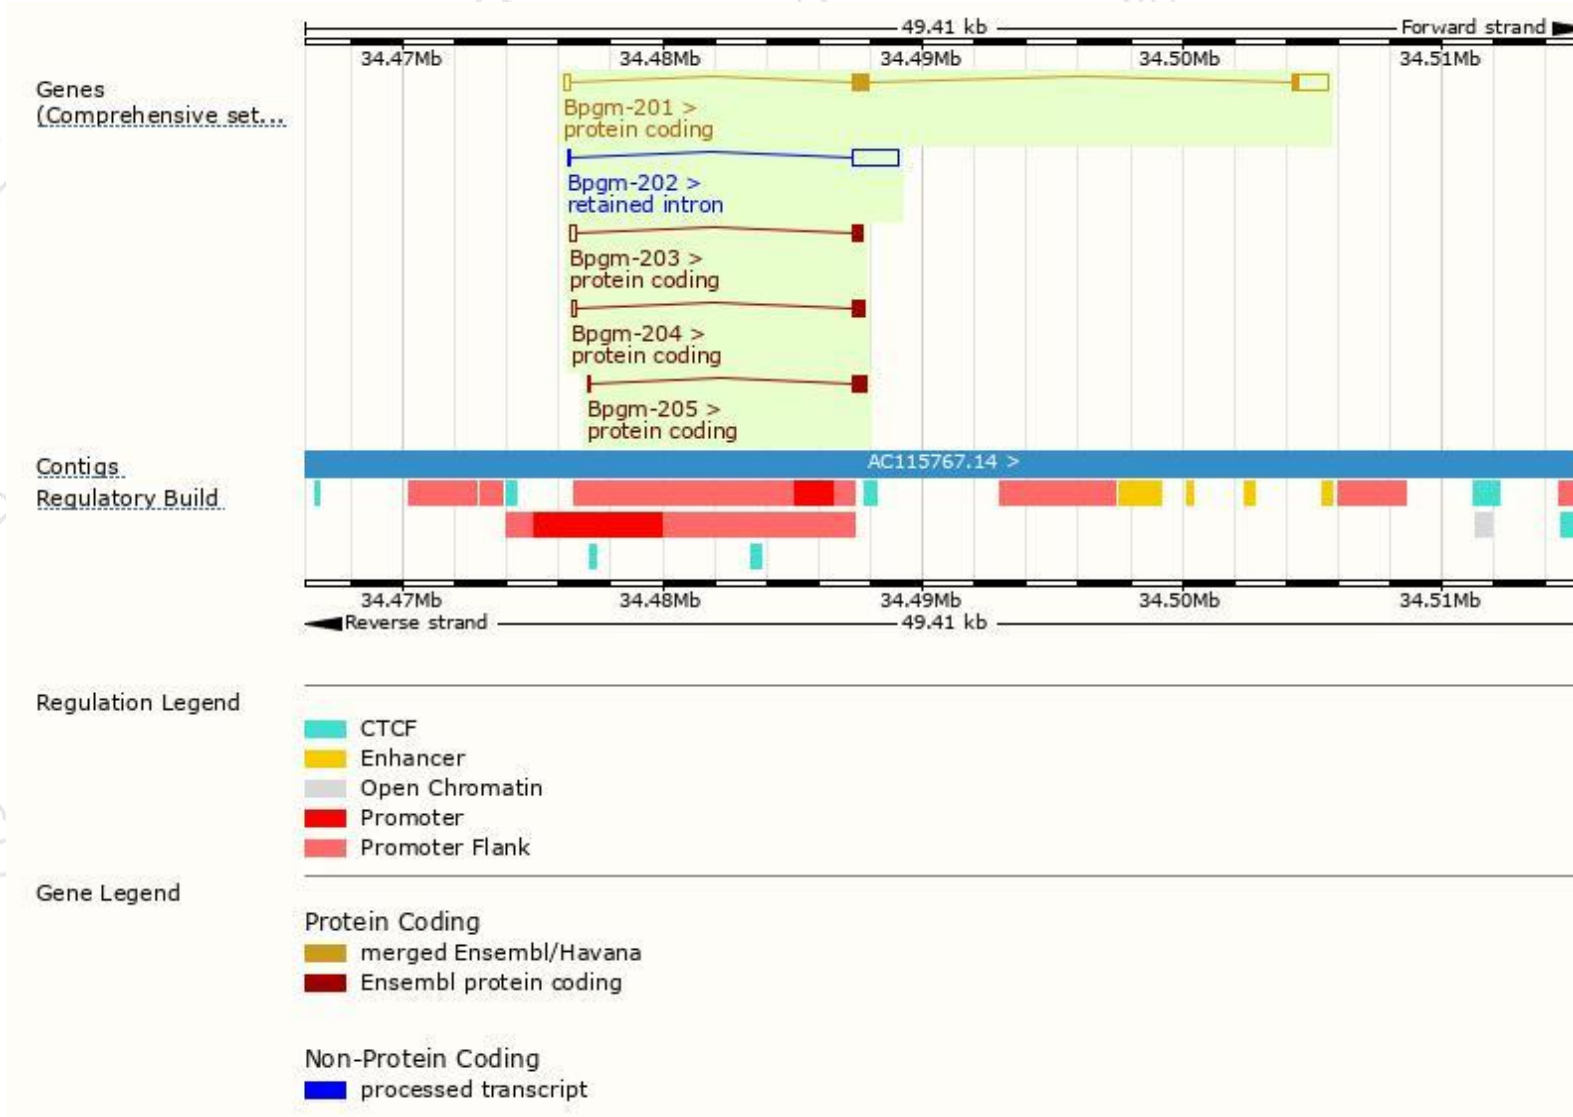 49.41 kb Forward strand
34.47Mb 34.48Mb 34.49Mb 34.50Mb 34.51Mb
Genes
(Comprehensive set...
Bpgm-201 >
protein coding
Bpgm-202 >
retained intron
Bpgm-203 >
protein coding
Bpgm-204 >
protein coding
Bpgm-205 >
protein coding
Contigs
AC115767.14 >
Regulatory Build
34.47Mb 34.48Mb 34.49Mb 34.50Mb 34.51Mb
Reverse strand 49.41 kb
Regulation Legend
CTCF
Enhancer
Open Chromatin
Promoter
Promoter Flank
Gene Legend
Protein Coding
merged Ensembl/Havana
Ensembl protein coding
Non-Protein Coding
processed transcript